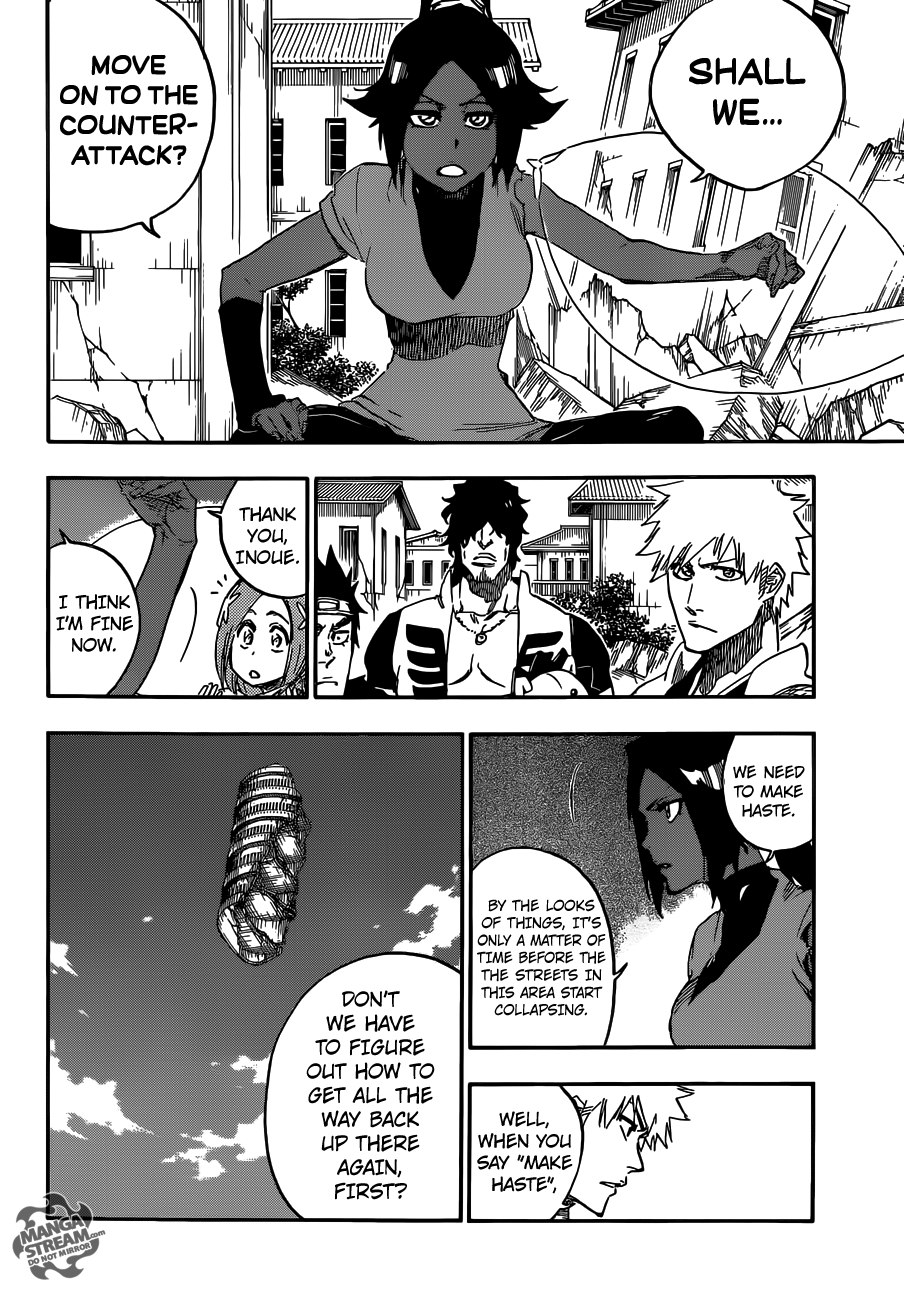 SHALL
WE...
MOVE
ON TO THE
COUNTER-
ATTACK?
THANK
YOU,
INOUE.
I THINK
I'M FINE
NOW.
WE NEED
TO MAKE
HASTE.
BY THE LOOKS
OF THINGS, IT'S
ONLY A MATTER OF
TIME BEFORE THE
THE STREETS IN
THIS AREA START
COLLAPSING.
WELL,
WHEN YOU
SAY "MAKE
HASTE",
DON'T
WE HAVE
TO FIGURE
OUT HOW TO
GET ALL THE
WAY BACK
UP THERE
AGAIN,
FIRST?
MANGA
STREAM.com
DO NOT MIRROR